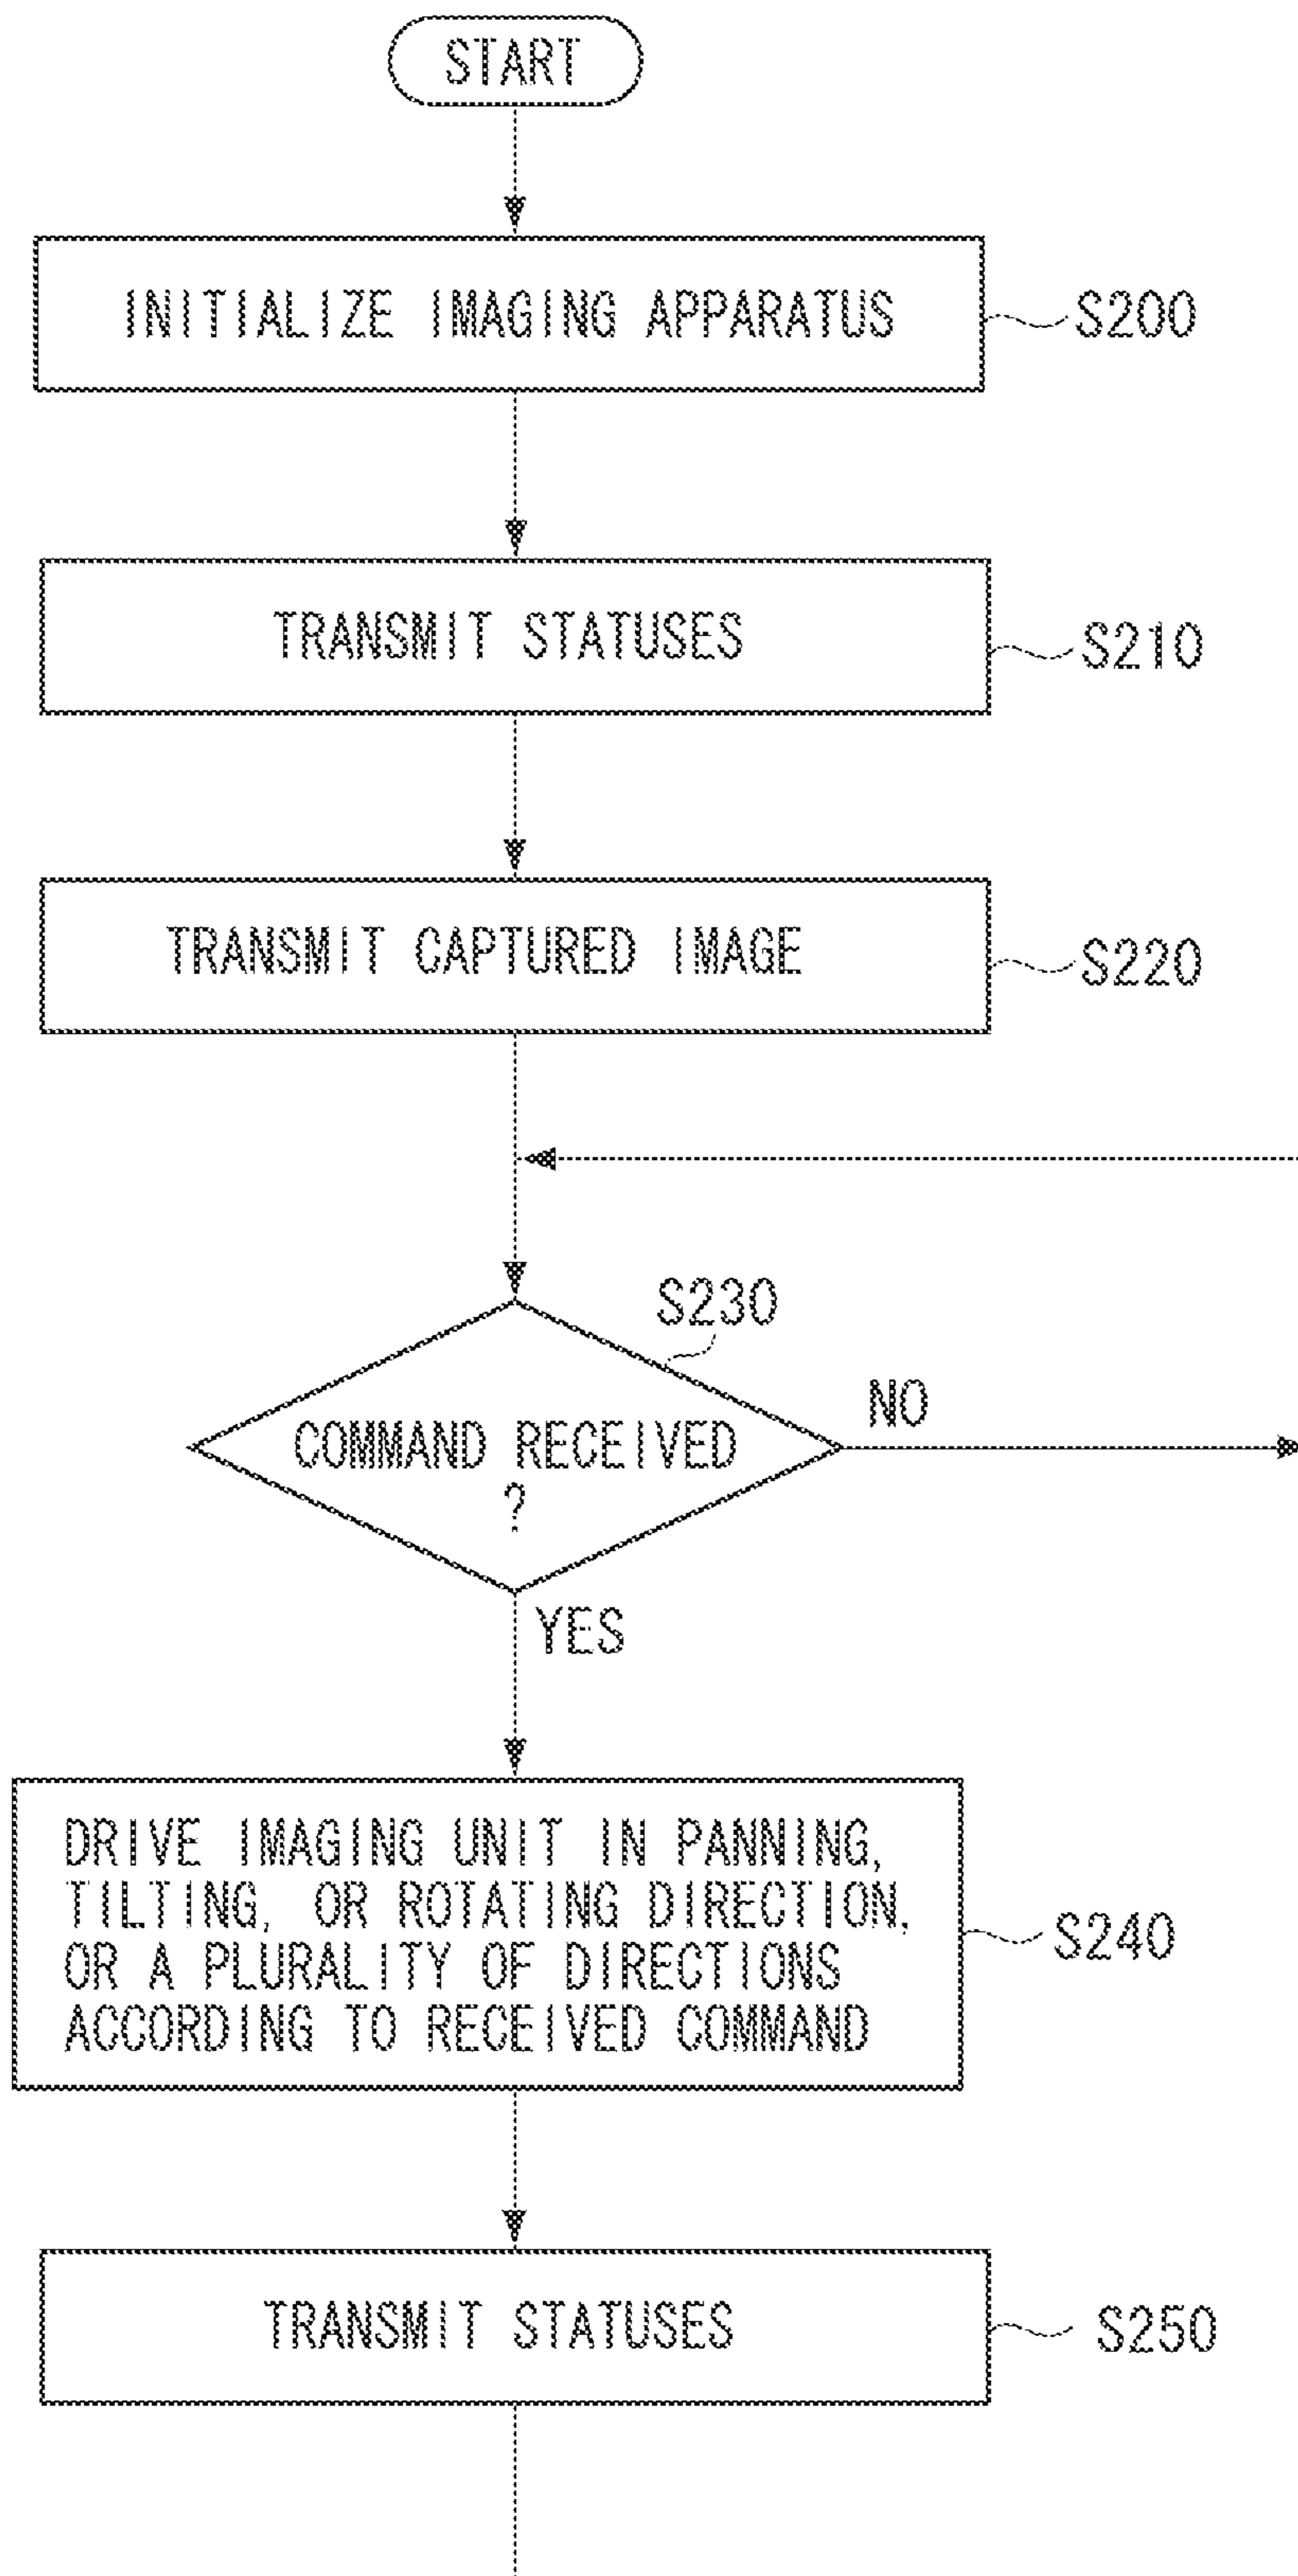 START
INITIALIZE IMAGING APPARATUS
S200
TRANSMIT STATUSES
S210
TRANSMIT CAPTURED IMAGE
S220
S230
COMMAND RECEIVED
?
NO
YES
DRIVE IMAGING UNIT IN PANNING,
TILTING, OR ROTATING DIRECTION,
OR A PLURALITY OF DIRECTIONS
ACCORDING TO RECEIVED COMMAND
S240
TRANSMIT STATUSES
S250